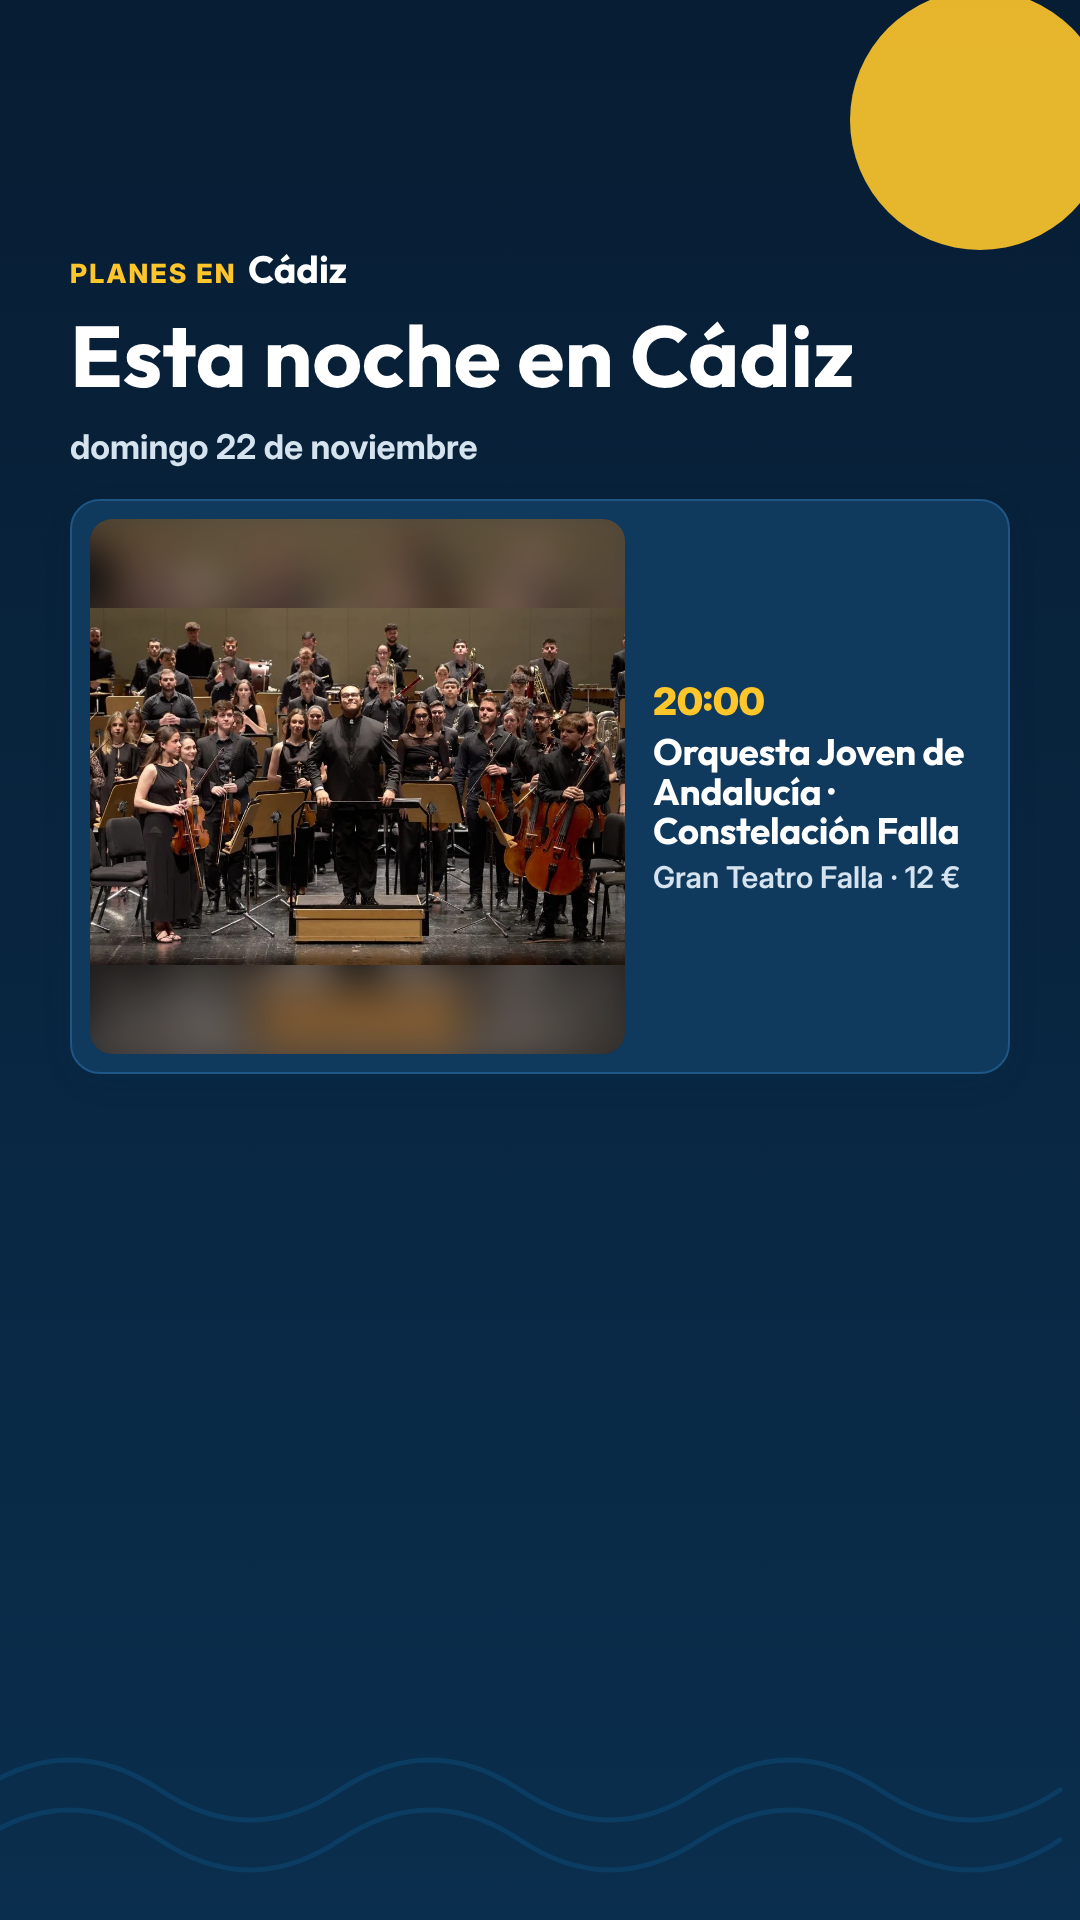 PLANES EN Cádiz
Esta noche en Cádiz
domingo 22 de noviembre
20:00
Orquesta Joven de
Andalucía ·
Constelación Falla
Gran Teatro Falla · 12 €